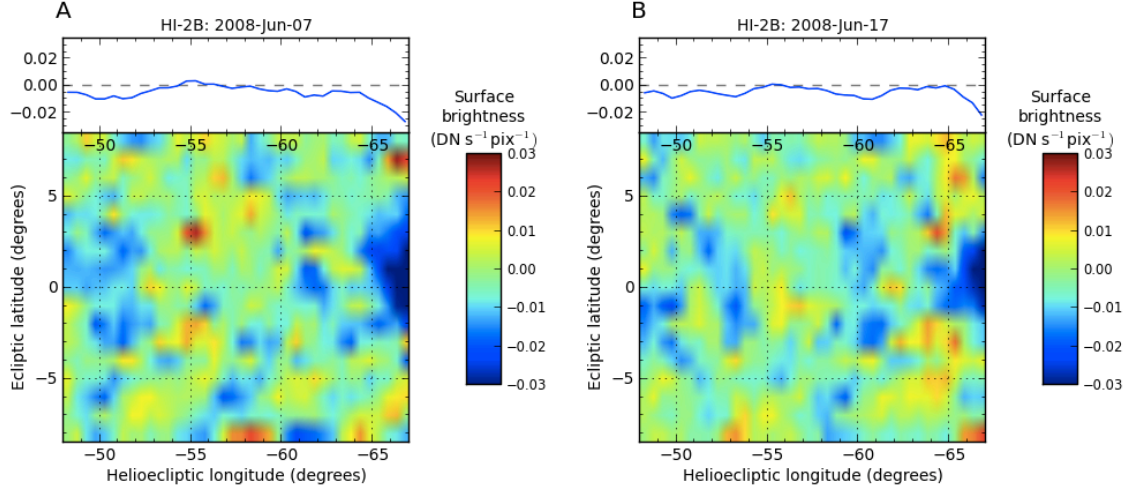 A
HI-2B: 2008-Jun-07
0.02
0.00
−0.02
−50 −55 −60 −65
5
0
−5
−50 −55 −60 −65
Ecliptic latitude (degrees)
Helioecliptic longitude (degrees)
Surface
brightness
(DN s⁻¹ pix⁻¹)
0.03
0.02
0.01
0.00
−0.01
−0.02
−0.03
B
HI-2B: 2008-Jun-17
0.02
0.00
−0.02
−50 −55 −60 −65
5
0
−5
−50 −55 −60 −65
Ecliptic latitude (degrees)
Helioecliptic longitude (degrees)
Surface
brightness
(DN s⁻¹ pix⁻¹)
0.03
0.02
0.01
0.00
−0.01
−0.02
−0.03